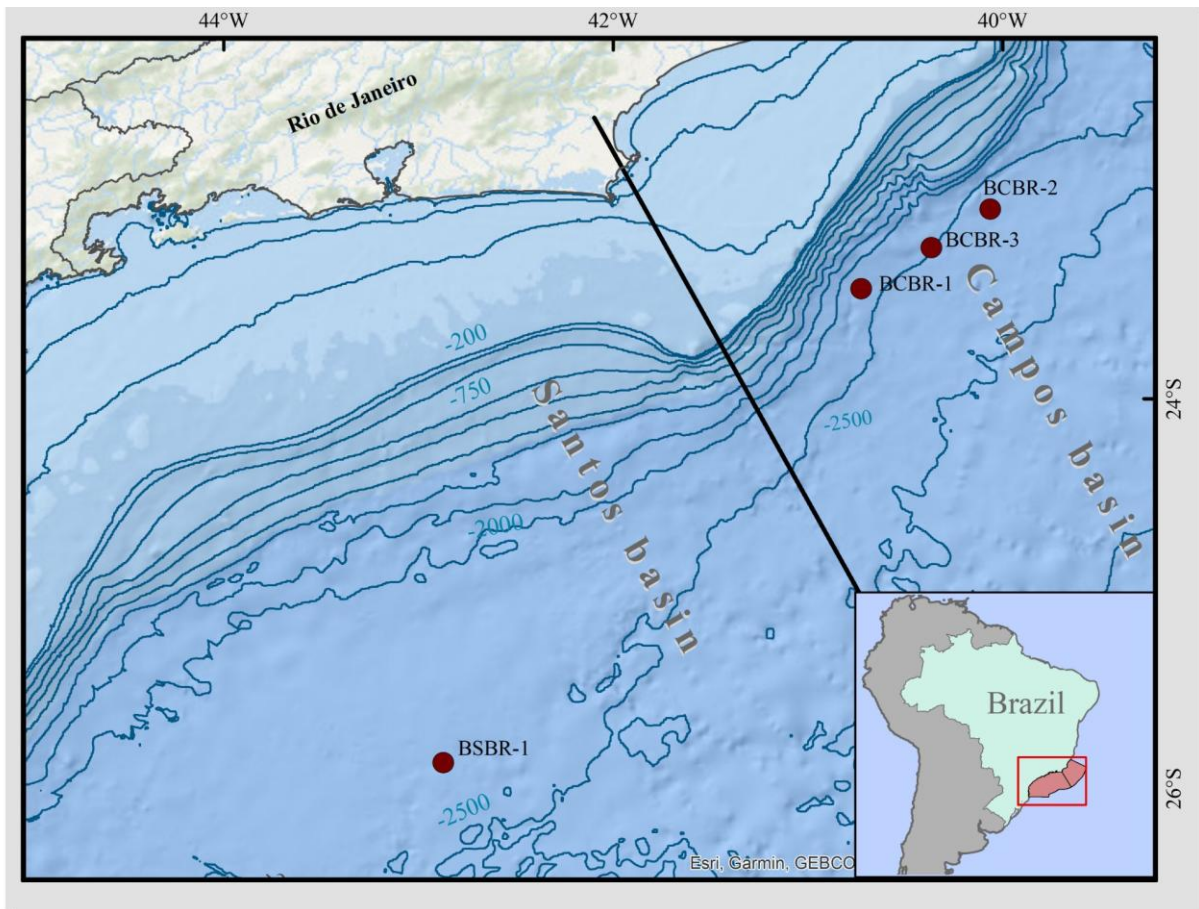 44°W
42°W
40°W
Rio de Janeiro
BCBR-2
BCBR-3
BCBR-1
Campos basin
-200
-750
Santos basin
-2500
24°S
-2000
BSBR-1
-2500
26°S
Brazil
Esri, Garmin, GEBCO